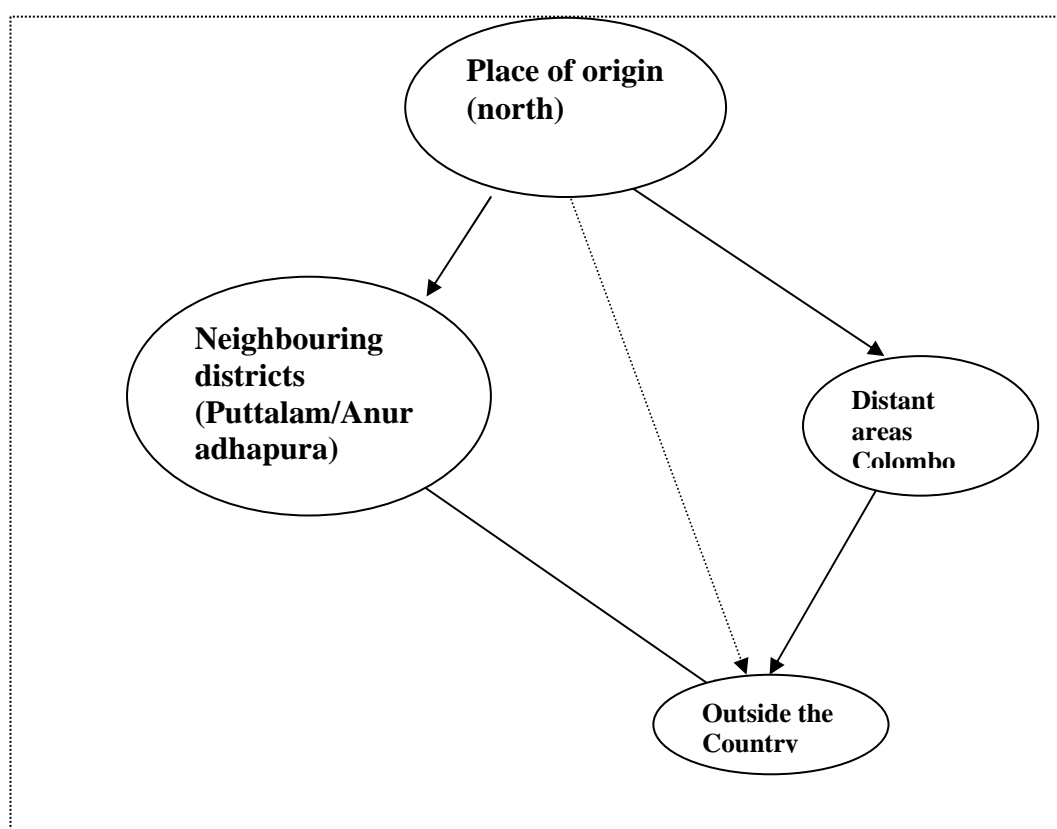 Place of origin
(north)
Neighbouring
districts
(Puttalam/Anur
adhapura)
Distant
areas
Colombo
Outside the
Country